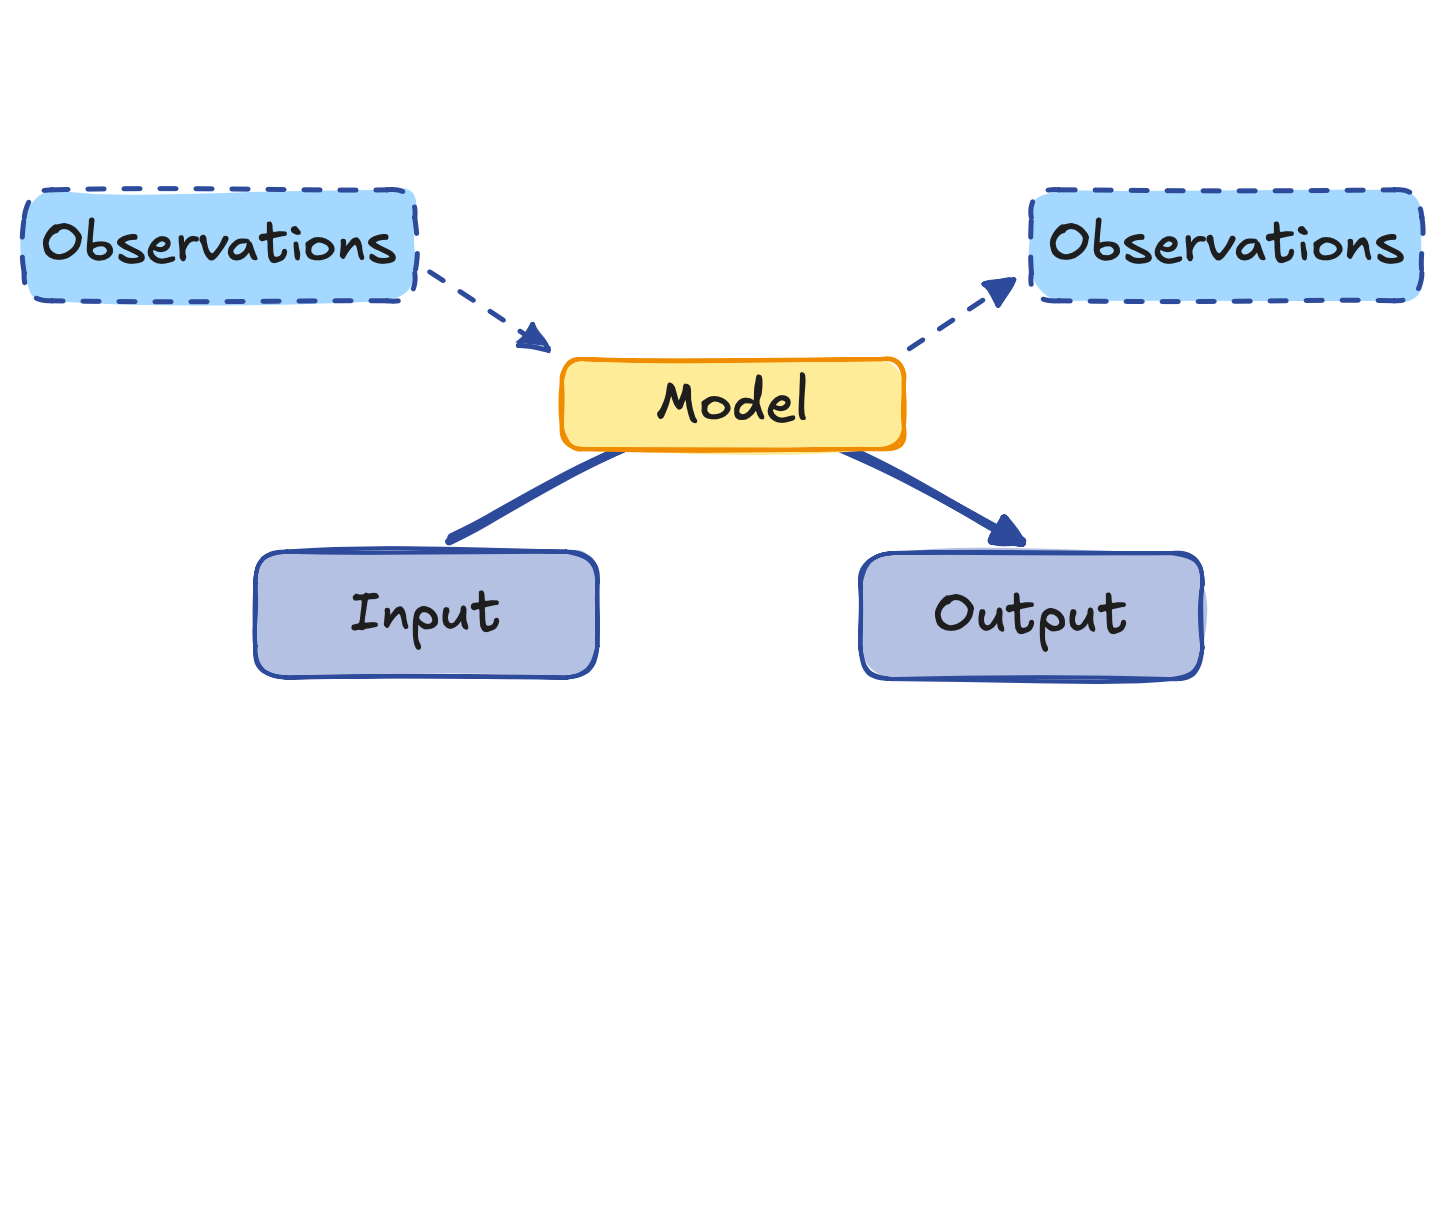 Observations
Observations
Model
Input
Output